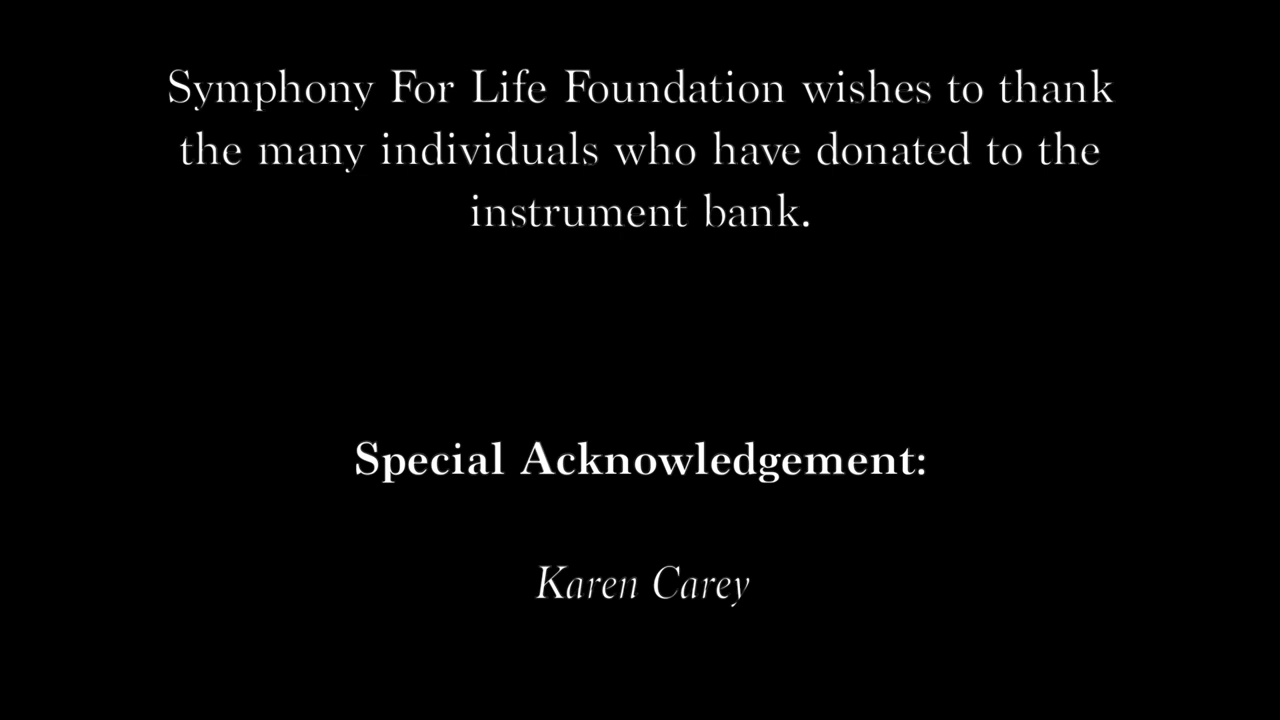 Symphony For Life Foundation wishes to thank
the many individuals who have donated to the
instrument bank.
Special Acknowledgement:
Karen Carey